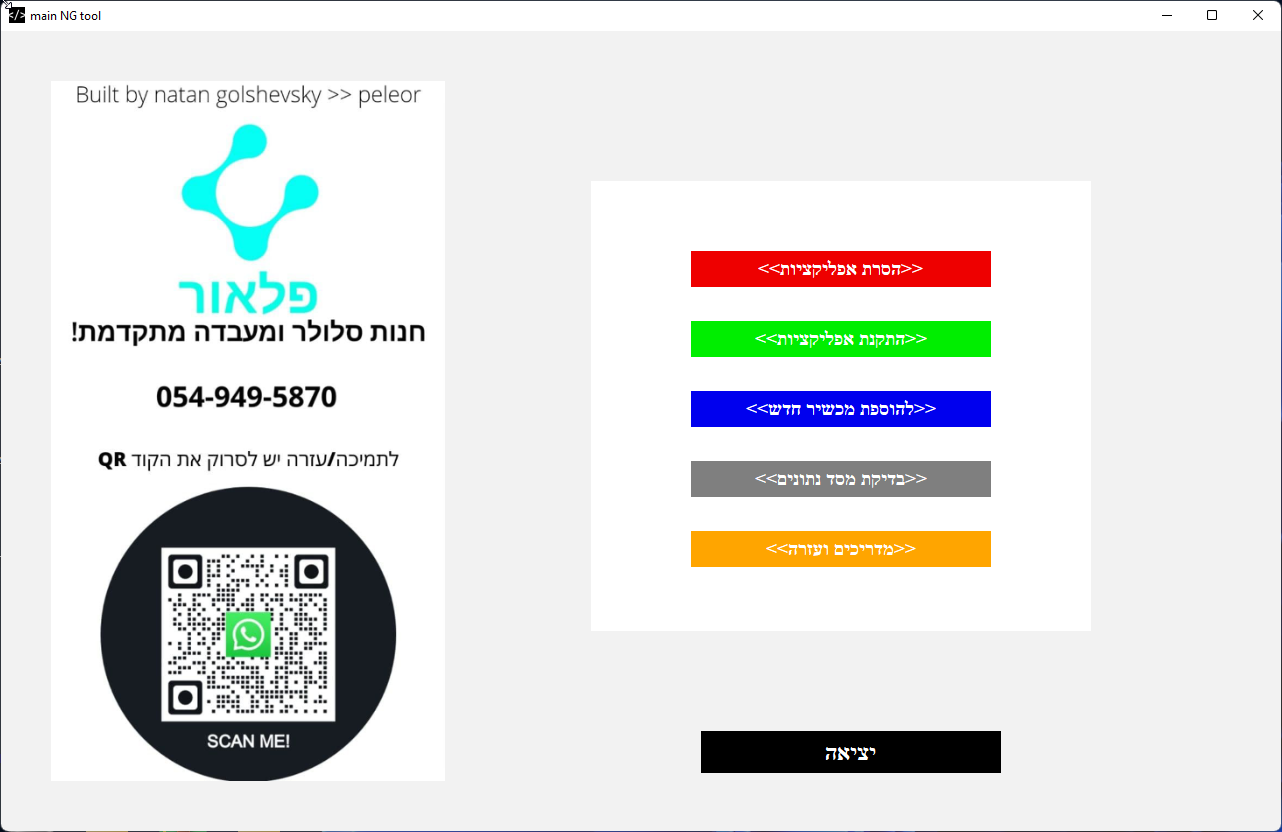 main NG tool
Built by natan golshevsky >> peleor
פלאור
חנות סלולר ומעבדה מתקדמת!
054-949-5870
לתמיכה/עזרה יש לסרוק את הקוד QR
SCAN ME!
<<הסרת אפליקציות>>
<<התקנת אפליקציות>>
<<להוספת מכשיר חדש>>
<<בדיקת מסד נתונים>>
<<מדריכים ועזרה>>
יציאה